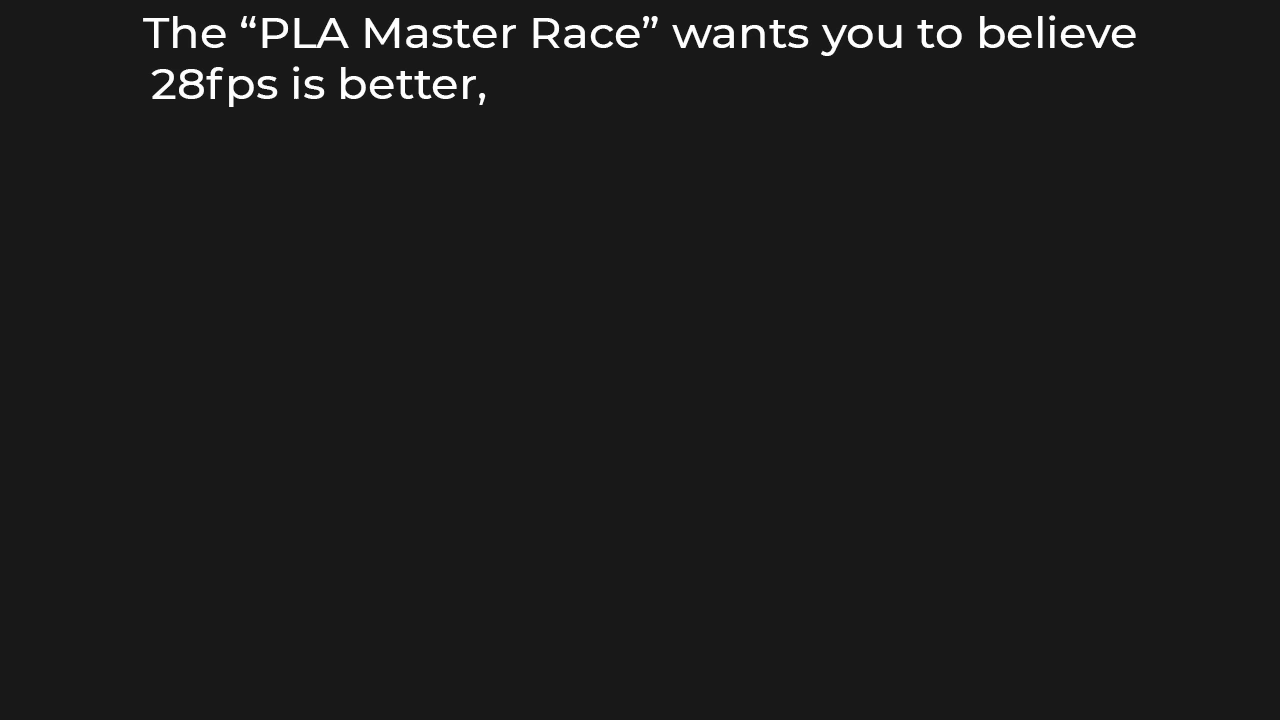 The “PLA Master Race” wants you to believe
28fps is better,